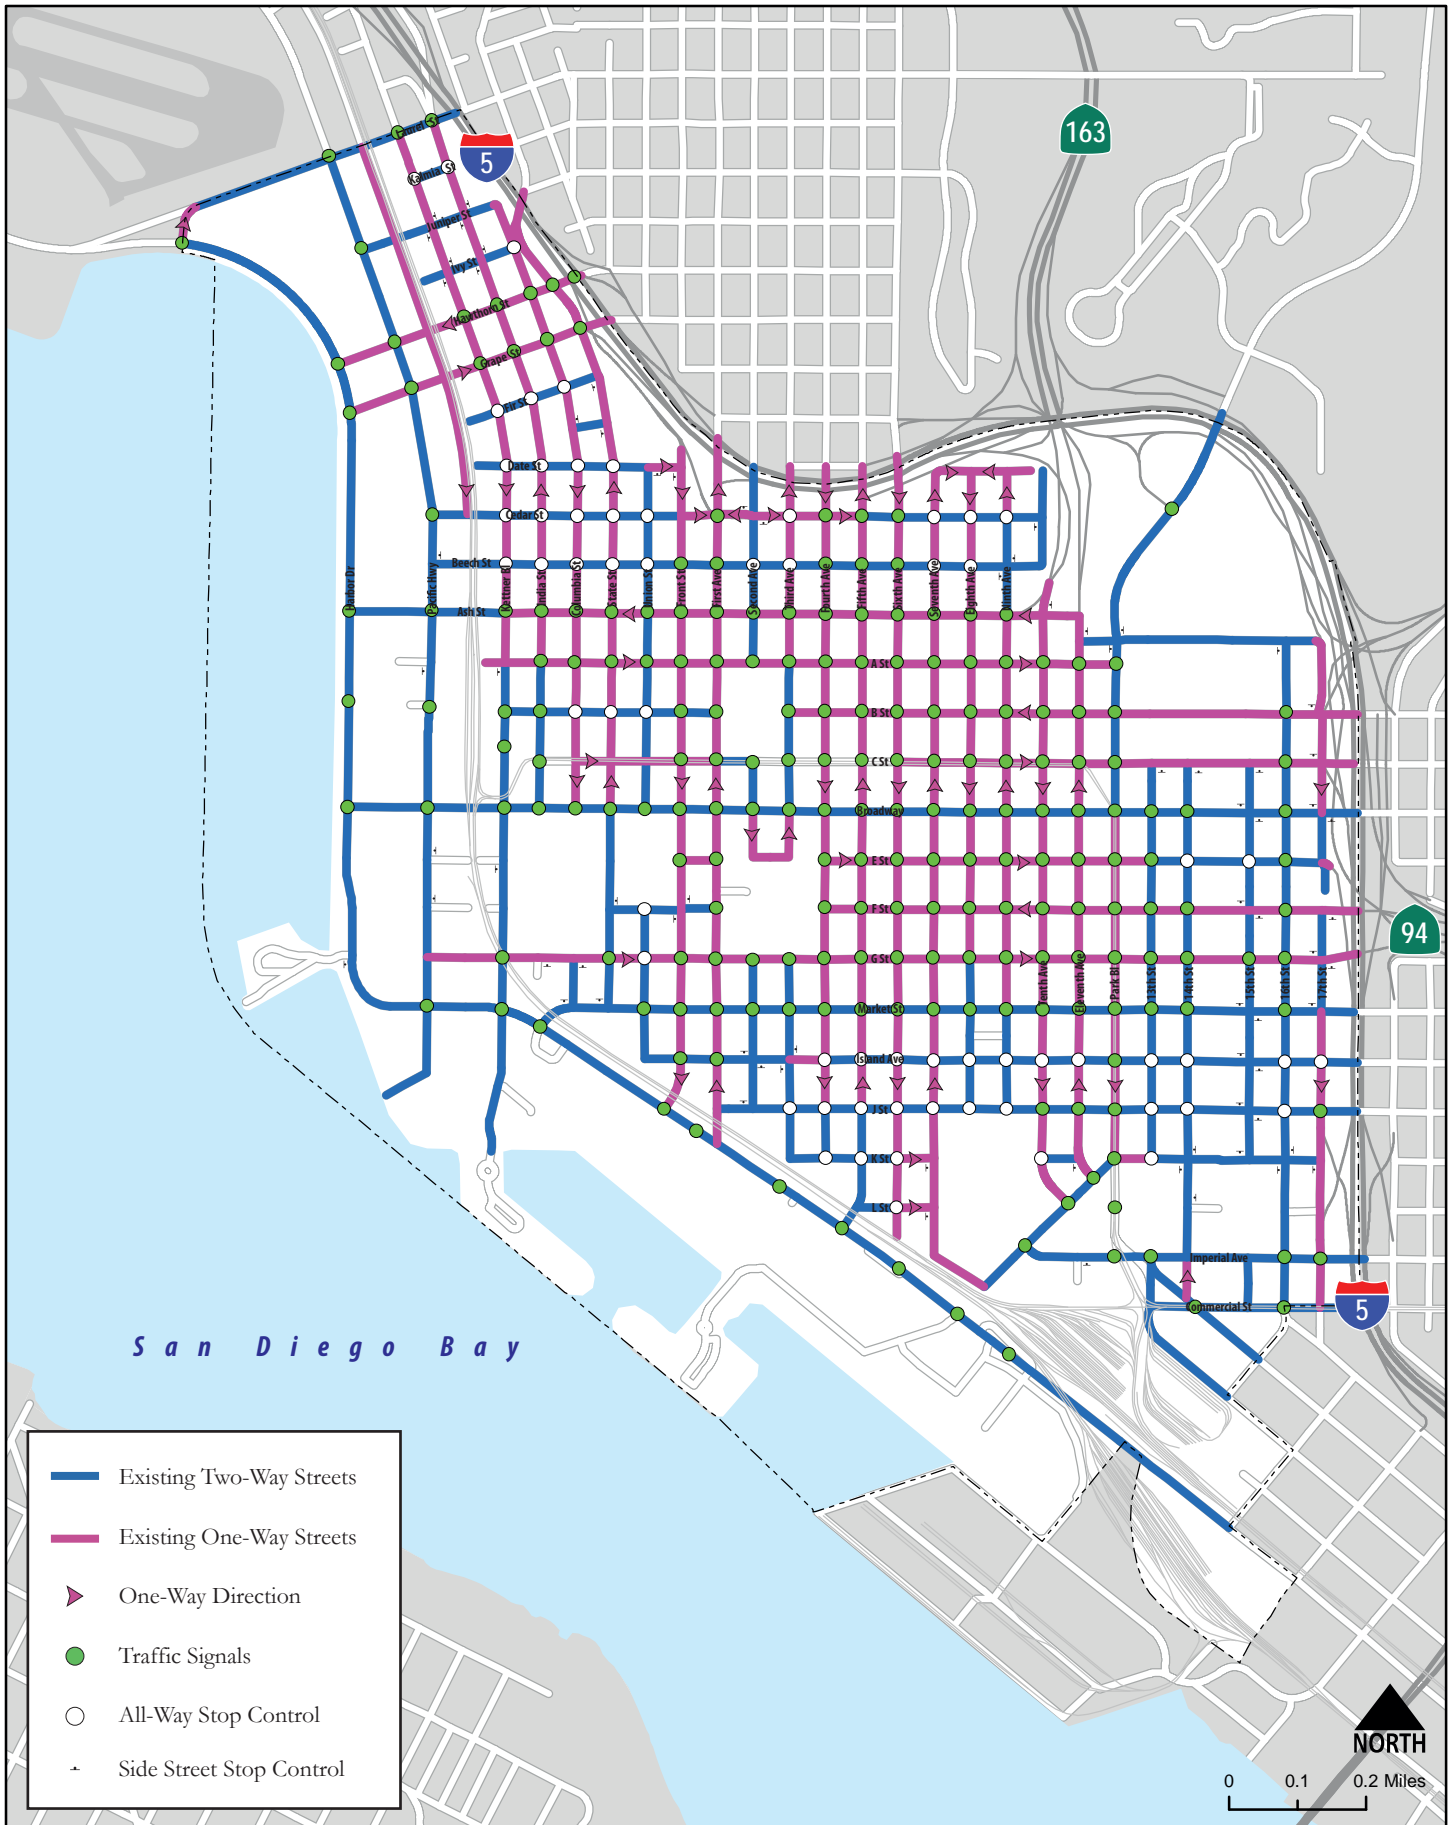 163
5
Laurel St
Kalmia St
Juniper St
Ivy St
Hawthorn St
Grape St
Fir St
Date St
Cedar St
Beech St
Ash St
Harbor Dr
Pacific Hwy
Kettner Bl
India St
Columbia St
State St
Union St
Front St
First Ave
Second Ave
Third Ave
Fourth Ave
Fifth Ave
Sixth Ave
Seventh Ave
Eighth Ave
Ninth Ave
A St
B St
C St
Broadway
E St
F St
94
G St
Tenth Ave
Eleventh Ave
Park Bl
13th St
14th St
15th St
16th St
17th St
Market St
Island Ave
J St
K St
L St
Imperial Ave
Commercial St
5
San Diego Bay
Existing Two-Way Streets
Existing One-Way Streets
One-Way Direction
Traffic Signals
All-Way Stop Control
Side Street Stop Control
NORTH
0 0.1 0.2 Miles